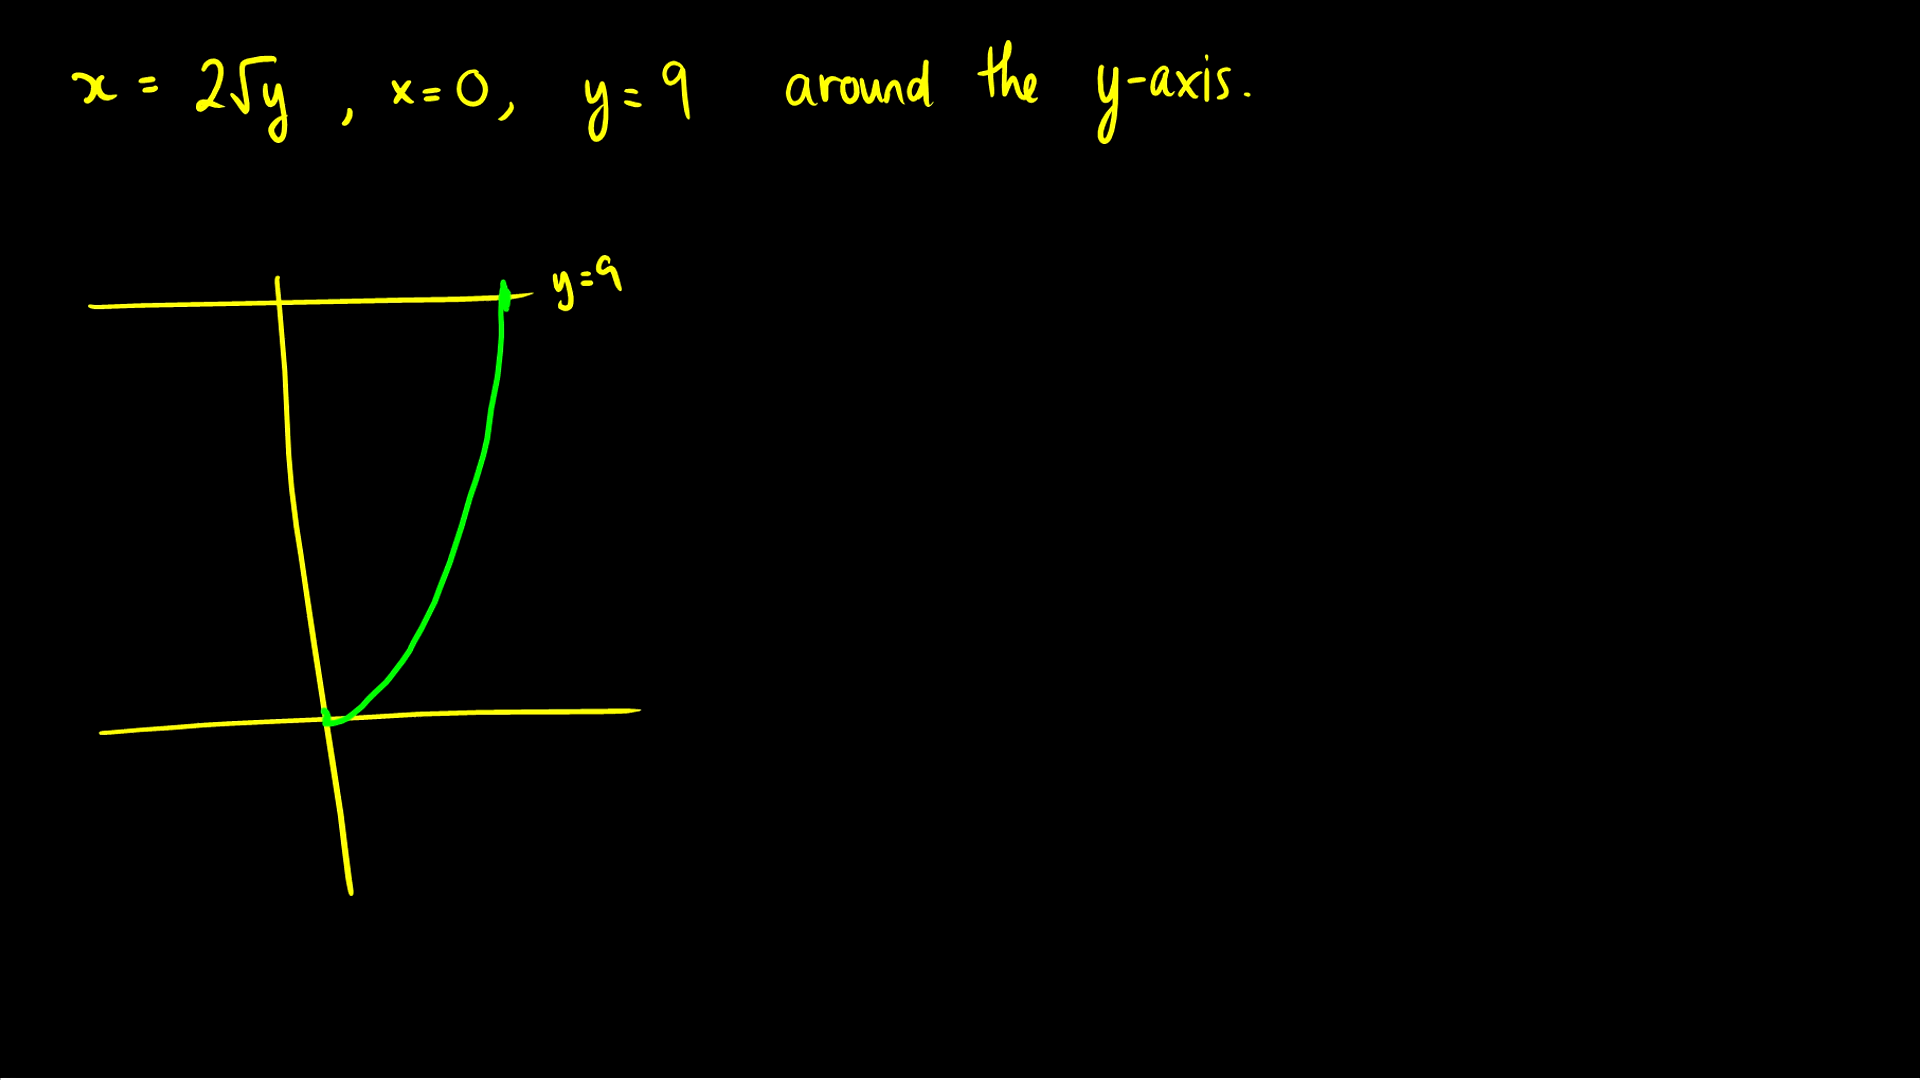 x = 2√y , x=0, y=9 around the y-axis.
y=9